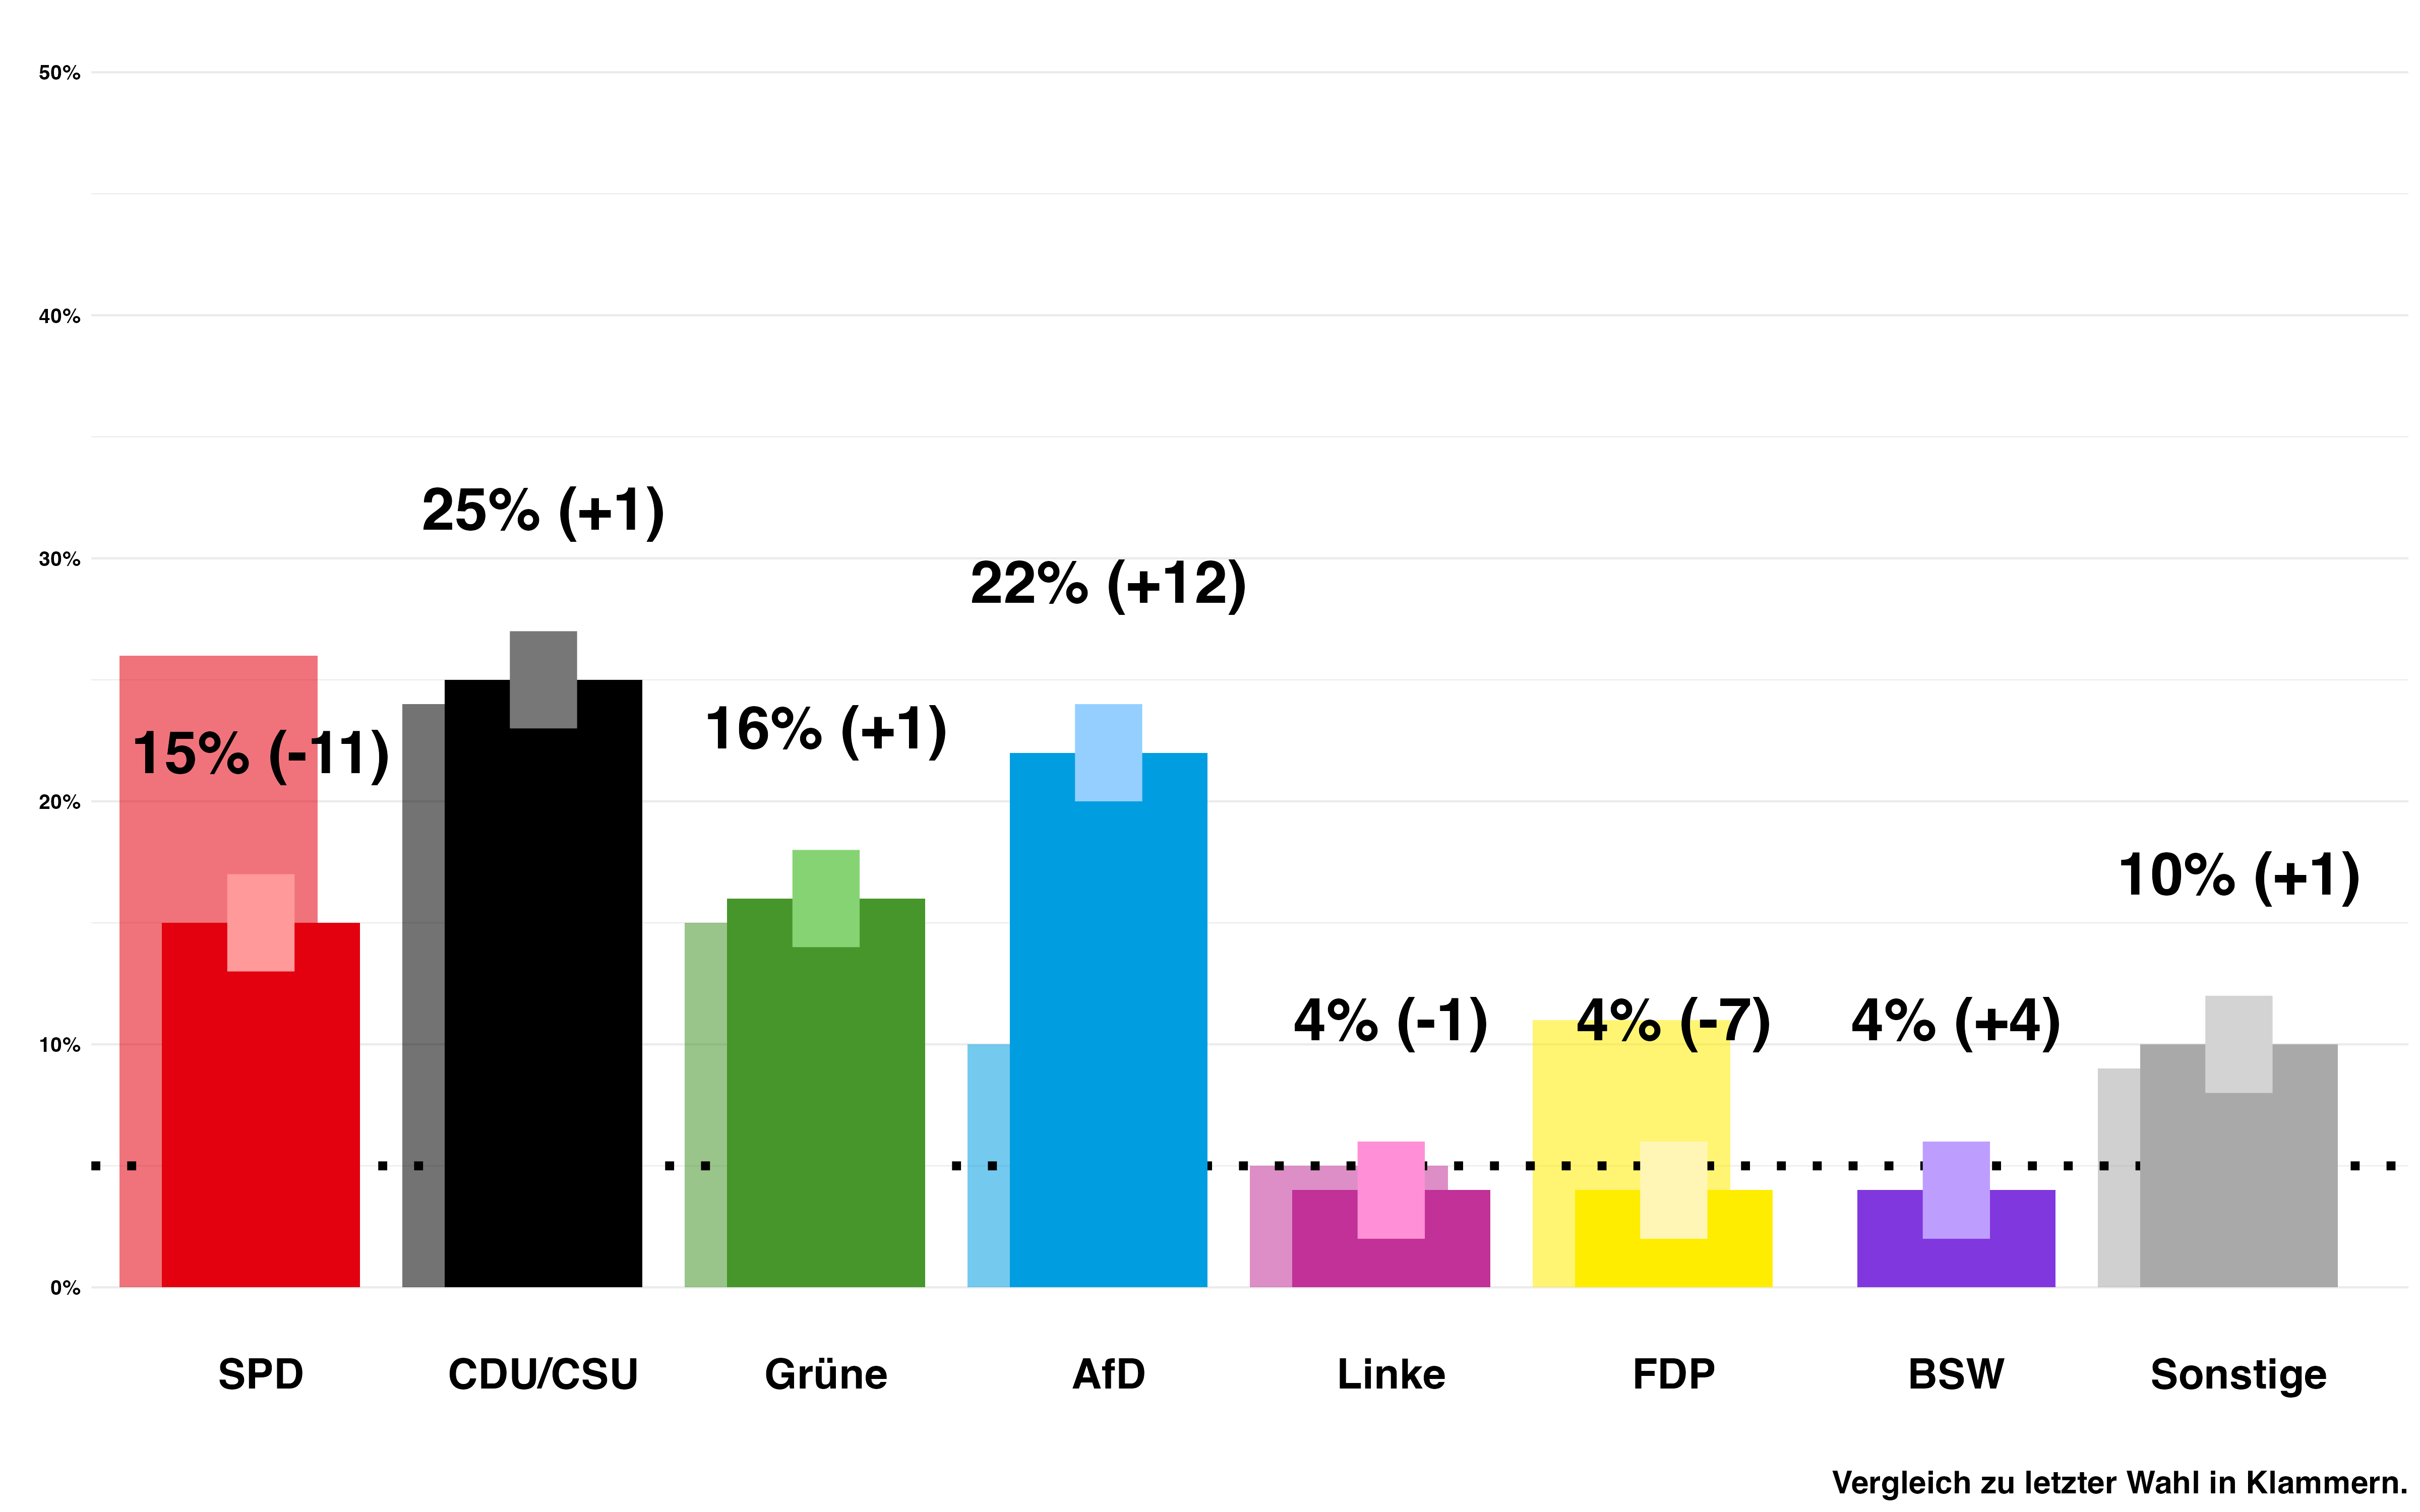 50%
40%
30%
20%
10%
0%
15% (-11)
25% (+1)
16% (+1)
22% (+12)
4% (-1)
4% (-7)
4% (+4)
10% (+1)
SPD
CDU/CSU
Grüne
AfD
Linke
FDP
BSW
Sonstige
Vergleich zu letzter Wahl in Klammern.